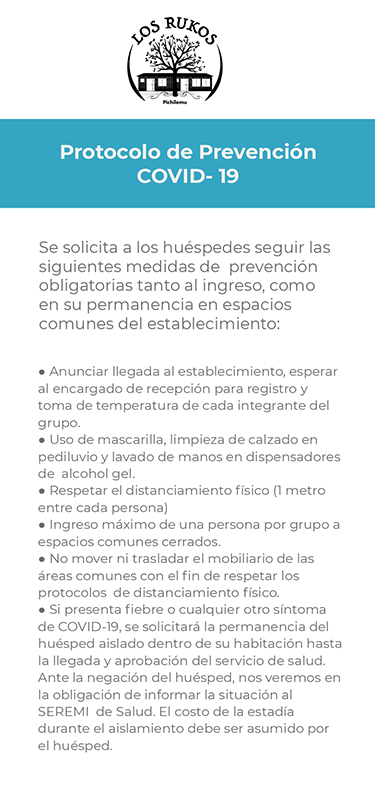 LOS RUKOS
Pichilemu
Protocolo de Prevención
COVID- 19
Se solicita a los huéspedes seguir las
siguientes medidas de  prevención
obligatorias tanto al ingreso, como
en su permanencia en espacios
comunes del establecimiento:
● Anunciar llegada al establecimiento, esperar
al encargado de recepción para registro y
toma de temperatura de cada integrante del
grupo.
● Uso de mascarilla, limpieza de calzado en
pediluvio y lavado de manos en dispensadores
de  alcohol gel.
● Respetar el distanciamiento físico (1 metro
entre cada persona)
● Ingreso máximo de una persona por grupo a
espacios comunes cerrados.
● No mover ni trasladar el mobiliario de las
áreas comunes con el fin de respetar los
protocolos  de distanciamiento físico.
● Si presenta fiebre o cualquier otro síntoma
de COVID-19, se solicitará la permanencia del
huésped aislado dentro de su habitación hasta
la llegada y aprobación del servicio de salud.
Ante la negación del huésped, nos veremos en
la obligación de informar la situación al
SEREMI  de Salud. El costo de la estadía
durante el aislamiento debe ser asumido por
el huésped.